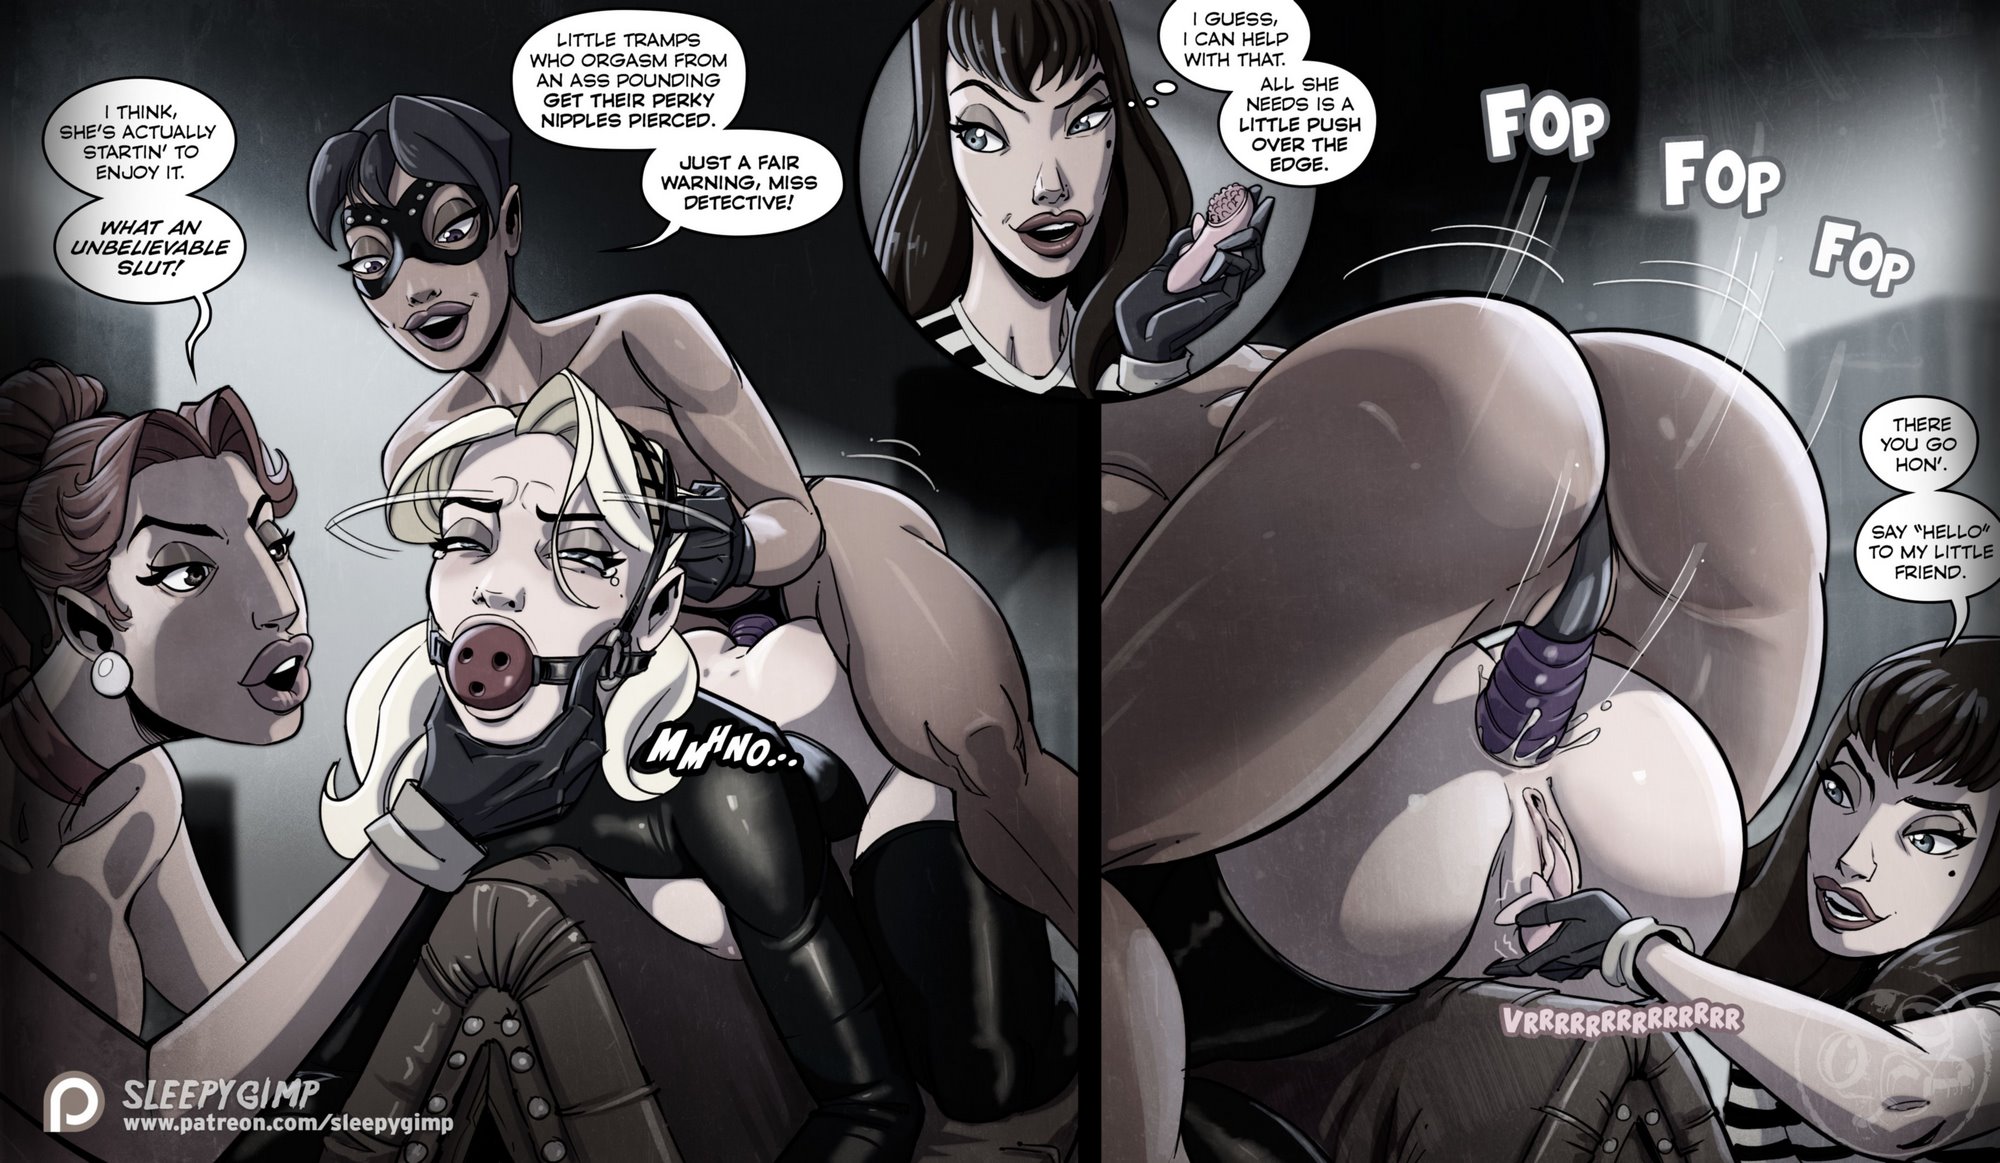 I THINK,
SHE'S ACTUALLY
STARTIN' TO
ENJOY IT.
WHAT AN
UNBELIEVABLE
SLUT!
LITTLE TRAMPS
WHO ORGASM FROM
AN ASS POUNDING
GET THEIR PERKY
NIPPLES PIERCED.
JUST A FAIR
WARNING, MISS
DETECTIVE!
MMHNO...
I GUESS,
I CAN HELP
WITH THAT.
ALL SHE
NEEDS IS A
LITTLE PUSH
OVER THE
EDGE.
FOP
FOP
FOP
THERE
YOU GO
HON'.
SAY "HELLO"
TO MY LITTLE
FRIEND.
VRRRRRRRRRRRRRR
SLEEPYGIMP
www.patreon.com/sleepygimp